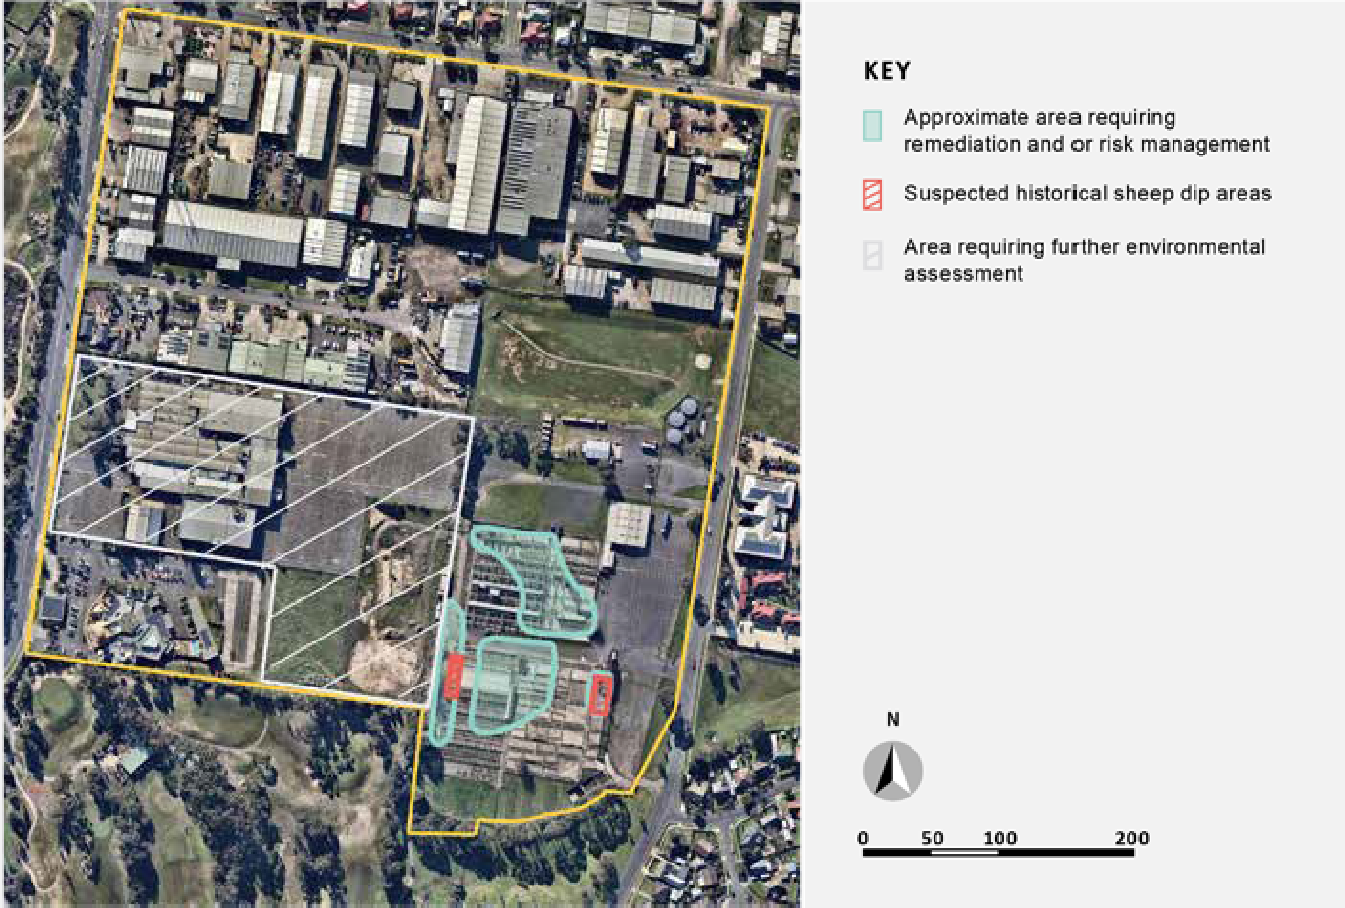 KEY
Approximate area requiring
remediation and or risk management
Suspected historical sheep dip areas
Area requiring further environmental
assessment
N
0 50 100 200